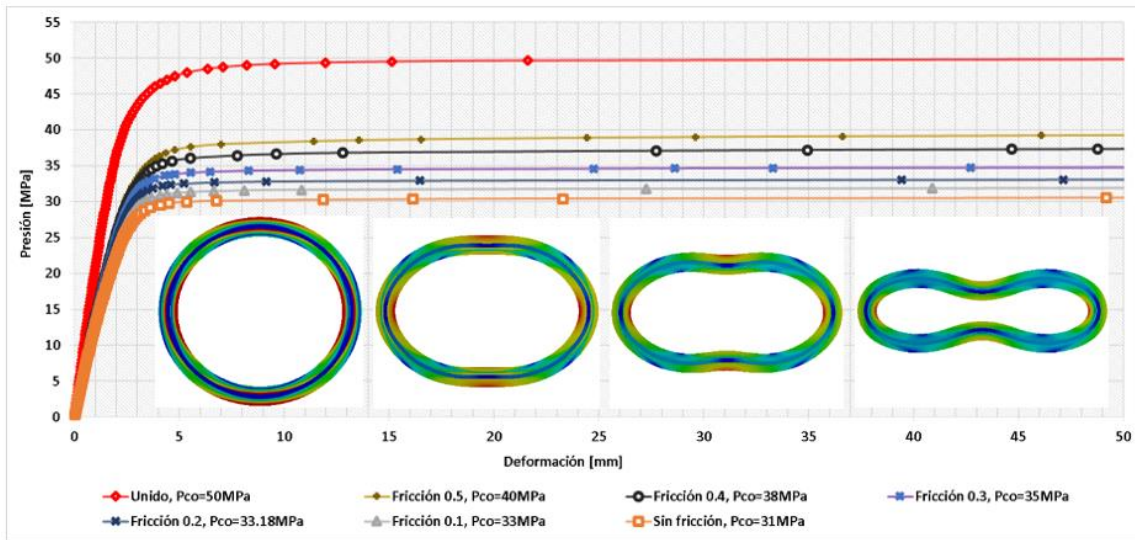 55
50
45
40
35
30
25
20
15
10
5
0
Presión [MPa]
0 5 10 15 20 25 30 35 40 45 50
Deformación [mm]
Unido, Pco=50MPa Fricción 0.5, Pco=40MPa Fricción 0.4, Pco=38MPa Fricción 0.3, Pco=35MPa
Fricción 0.2, Pco=33.18MPa Fricción 0.1, Pco=33MPa Sin fricción, Pco=31MPa